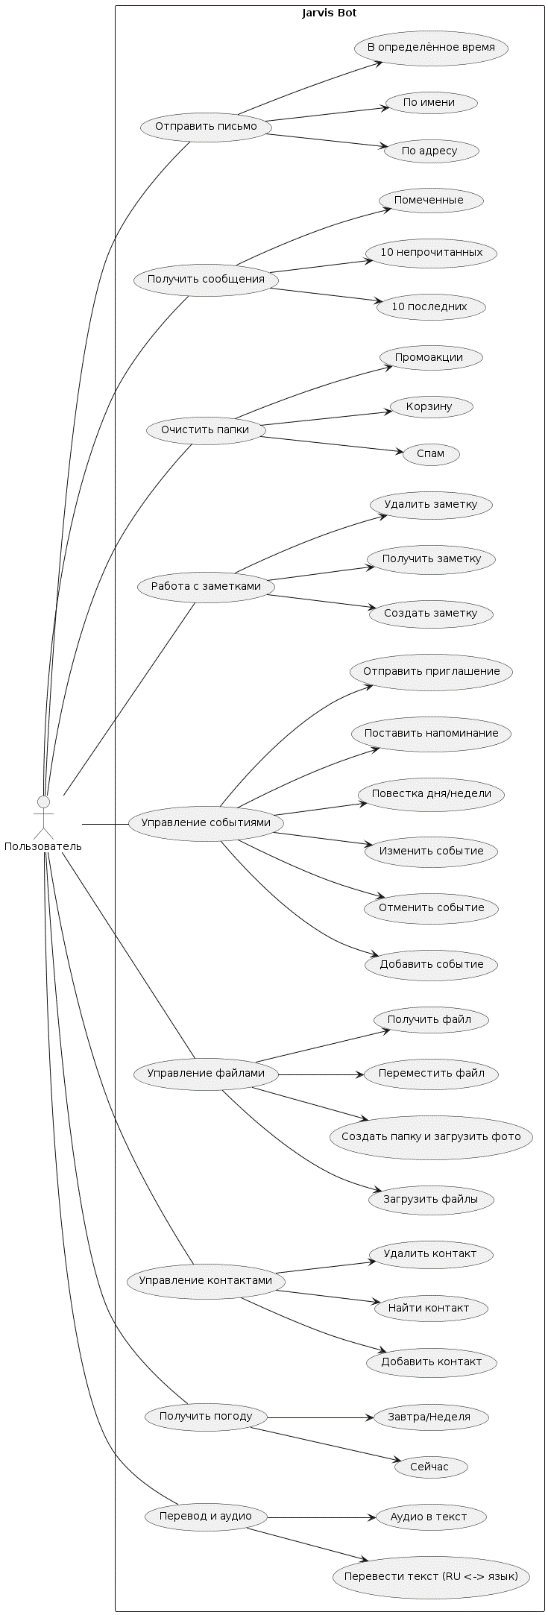 Jarvis Bot
В определённое время
По имени
Отправить письмо
По адресу
Помеченные
10 непрочитанных
Получить сообщения
10 последних
Промоакции
Корзину
Очистить папки
Спам
Удалить заметку
Получить заметку
Работа с заметками
Создать заметку
Отправить приглашение
Поставить напоминание
Повестка дня/недели
Управление событиями
Пользователь
Изменить событие
Отменить событие
Добавить событие
Получить файл
Управление файлами
Переместить файл
Создать папку и загрузить фото
Загрузить файлы
Удалить контакт
Управление контактами
Найти контакт
Добавить контакт
Получить погоду
Завтра/Неделя
Сейчас
Перевод и аудио
Аудио в текст
Перевести текст (RU <-> язык)